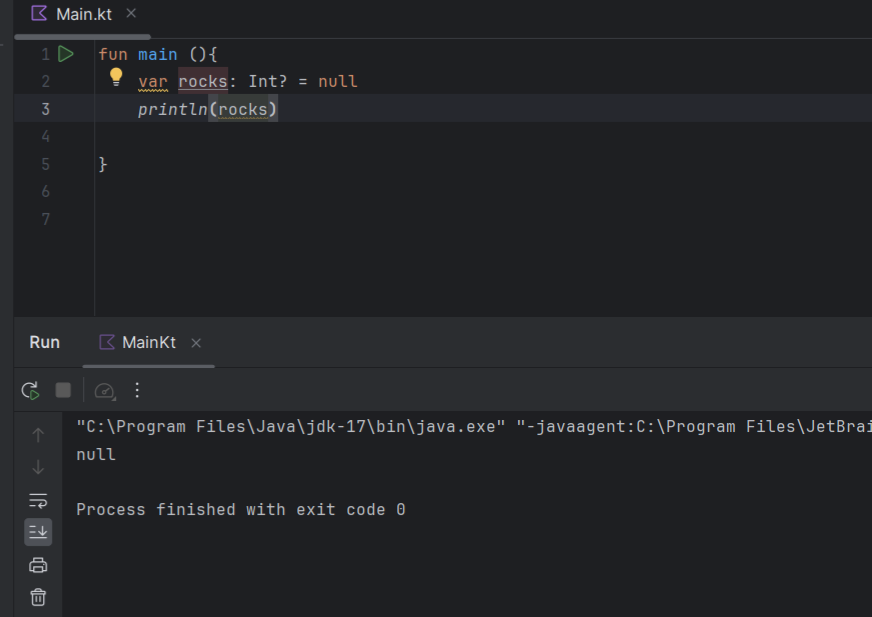 Main.kt
1 fun main (){
2 var rocks: Int? = null
3 println(rocks)
4
5 }
6
7
Run MainKt
"C:\Program Files\Java\jdk-17\bin\java.exe" "-javaagent:C:\Program Files\JetBrai
null
Process finished with exit code 0